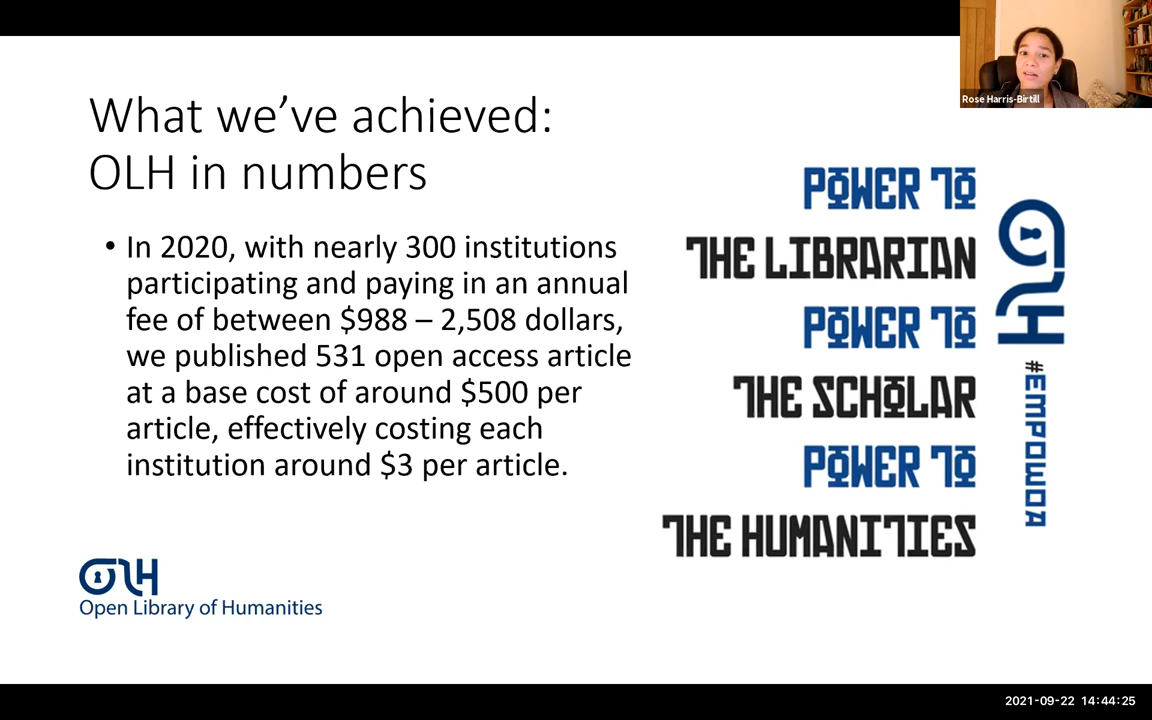 Rose Harris-Birtill
What we've achieved:
OLH in numbers
• In 2020, with nearly 300 institutions
participating and paying in an annual
fee of between $988 – 2,508 dollars,
we published 531 open access article
at a base cost of around $500 per
article, effectively costing each
institution around $3 per article.
POWER TO
THE LIBRARIAN
POWER TO
THE SCHOLAR
POWER TO
THE HUMANITIES
OLH
#EMPOWOA
OLH
Open Library of Humanities
2021-09-22 14:44:25